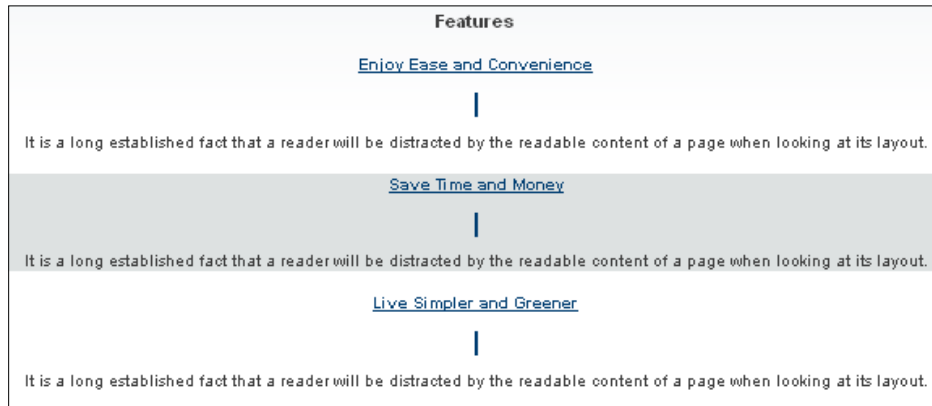 Features
Enjoy Ease and Convenience
|
It is a long established fact that a reader will be distracted by the readable content of a page when looking at its layout.
Save Time and Money
|
It is a long established fact that a reader will be distracted by the readable content of a page when looking at its layout.
Live Simpler and Greener
|
It is a long established fact that a reader will be distracted by the readable content of a page when looking at its layout.